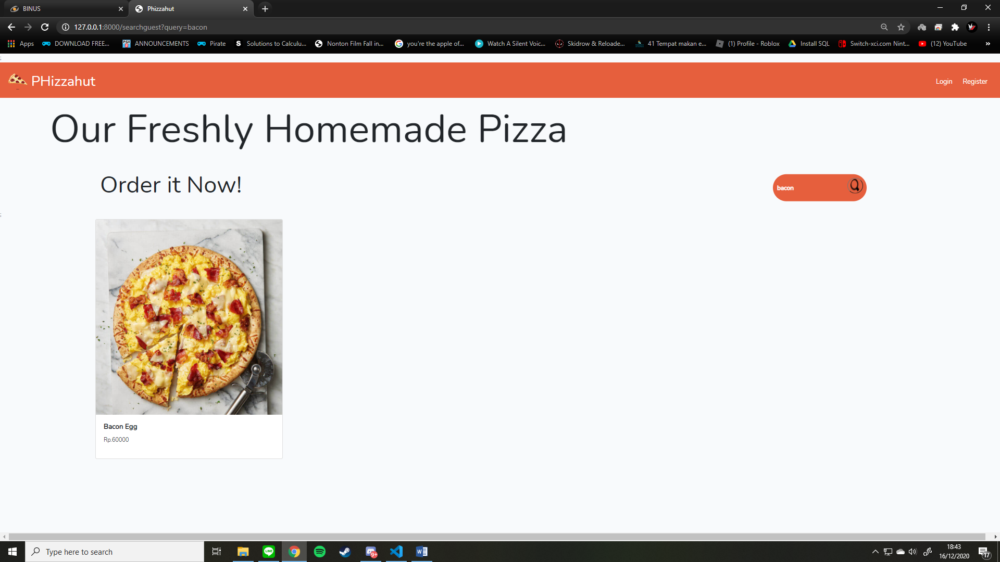 BINUS
Phizzahut
127.0.0.1:8000/searchguest?query=bacon
Apps
DOWNLOAD FREE...
ANNOUNCEMENTS
Pirate
Solutions to Calculu...
Nonton Film Fall in...
you're the apple of...
Watch A Silent Voic...
Skidrow & Reloade...
41 Tempat makan e...
(1) Profile - Roblox
Install SQL
Switch-xci.com Nint...
(12) YouTube
»
;
PHizzahut
Login
Register
Our Freshly Homemade Pizza
Order it Now!
bacon
;
Bacon Egg
Rp.60000
Type here to search
9+
18:43
16/12/2020
17